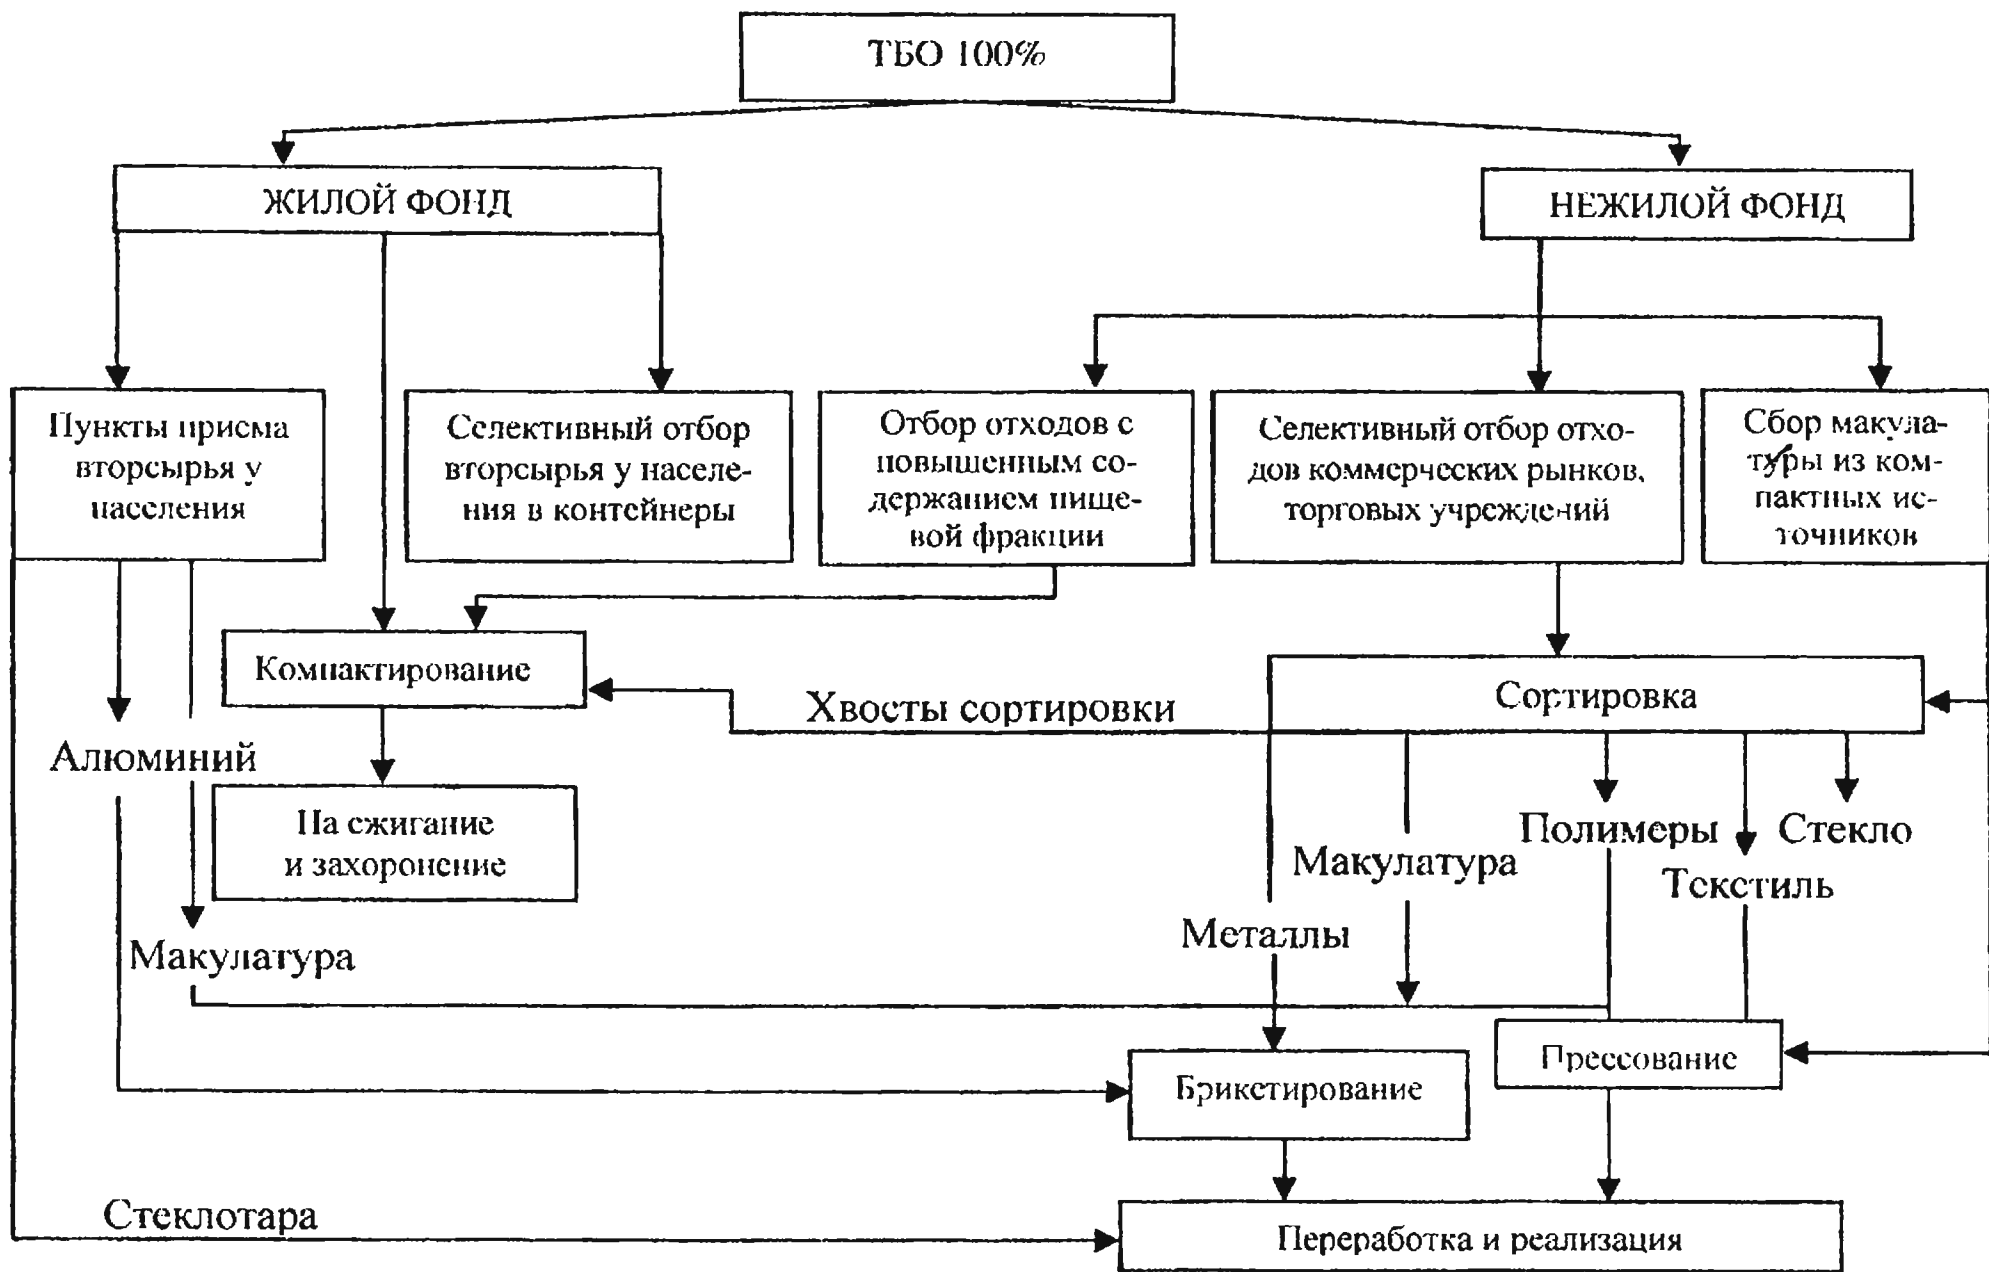 ТБО 100%
ЖИЛОЙ ФОНД
НЕЖИЛОЙ ФОНД
Пункты приема
вторсырья у
населения
Селективный отбор
вторсырья у населе-
ния в контейнеры
Отбор отходов с
повышенным со-
держанием пище-
вой фракции
Селективный отбор отхо-
дов коммерческих рынков,
торговых учреждений
Сбор макула-
туры из ком-
пактных ис-
точников
Компактирование
Хвосты сортировки
Сортировка
Алюминий
На сжигание
и захоронение
Полимеры
Стекло
Макулатура
Текстиль
Металлы
Макулатура
Прессование
Брикетирование
Стеклотара
Переработка и реализация